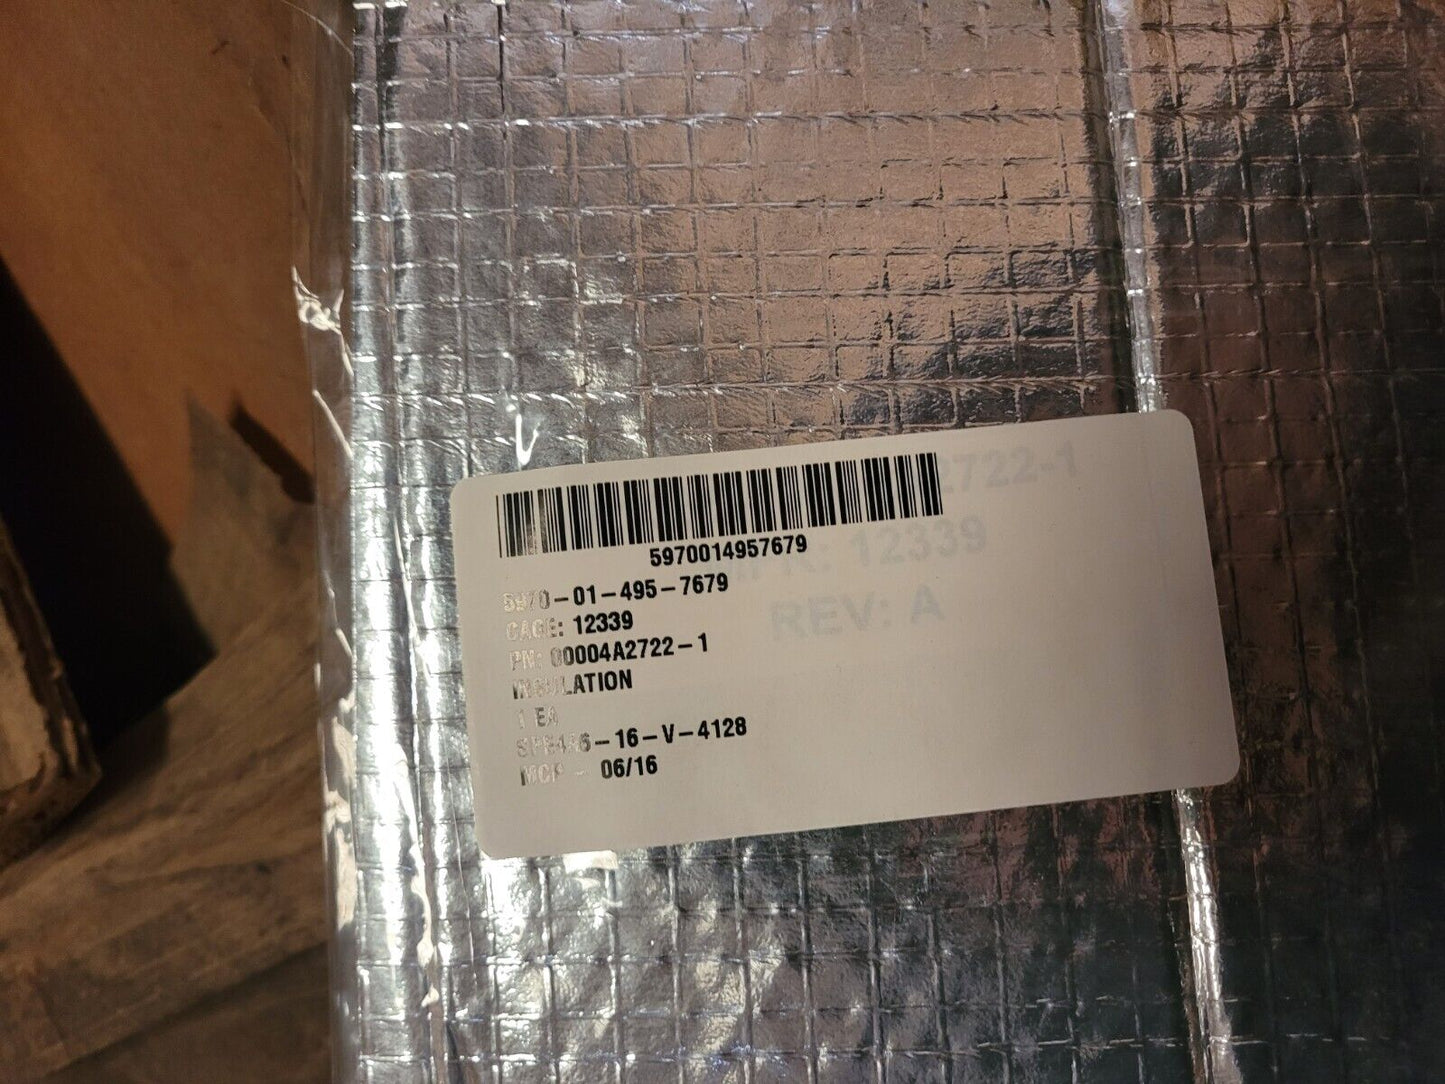 5970014957679
5970-01-495-7679
CAGE: 12339
PN: 00004A2722-1
INSULATION
1 EA
SPE4A6-16-V-4128
MCP - 06/16
2722-1
12339
REV: A